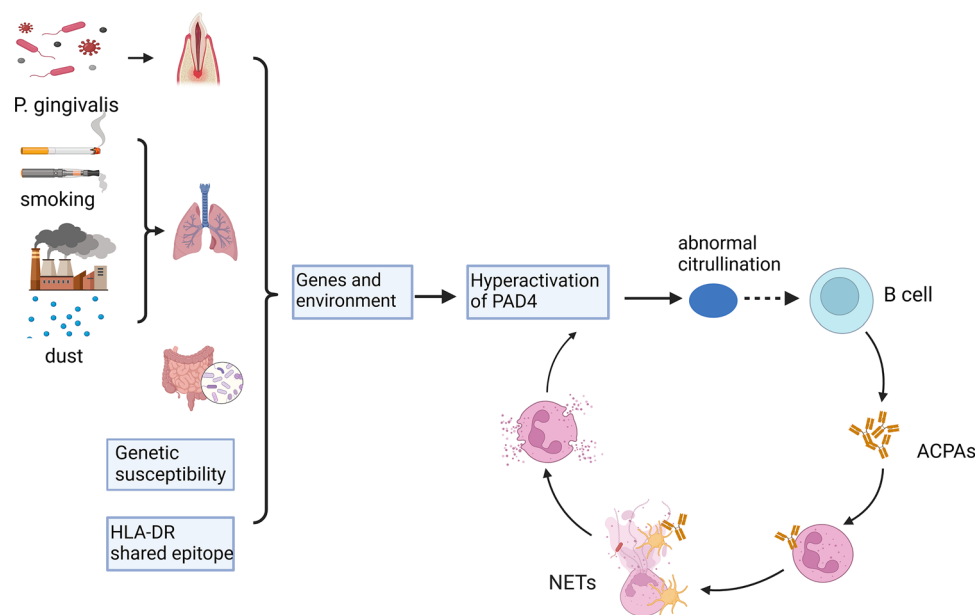 P. gingivalis
smoking
dust
Genetic
susceptibility
HLA-DR
shared epitope
Genes and
environment
Hyperactivation
of PAD4
abnormal
citrullination
B cell
ACPAs
NETs